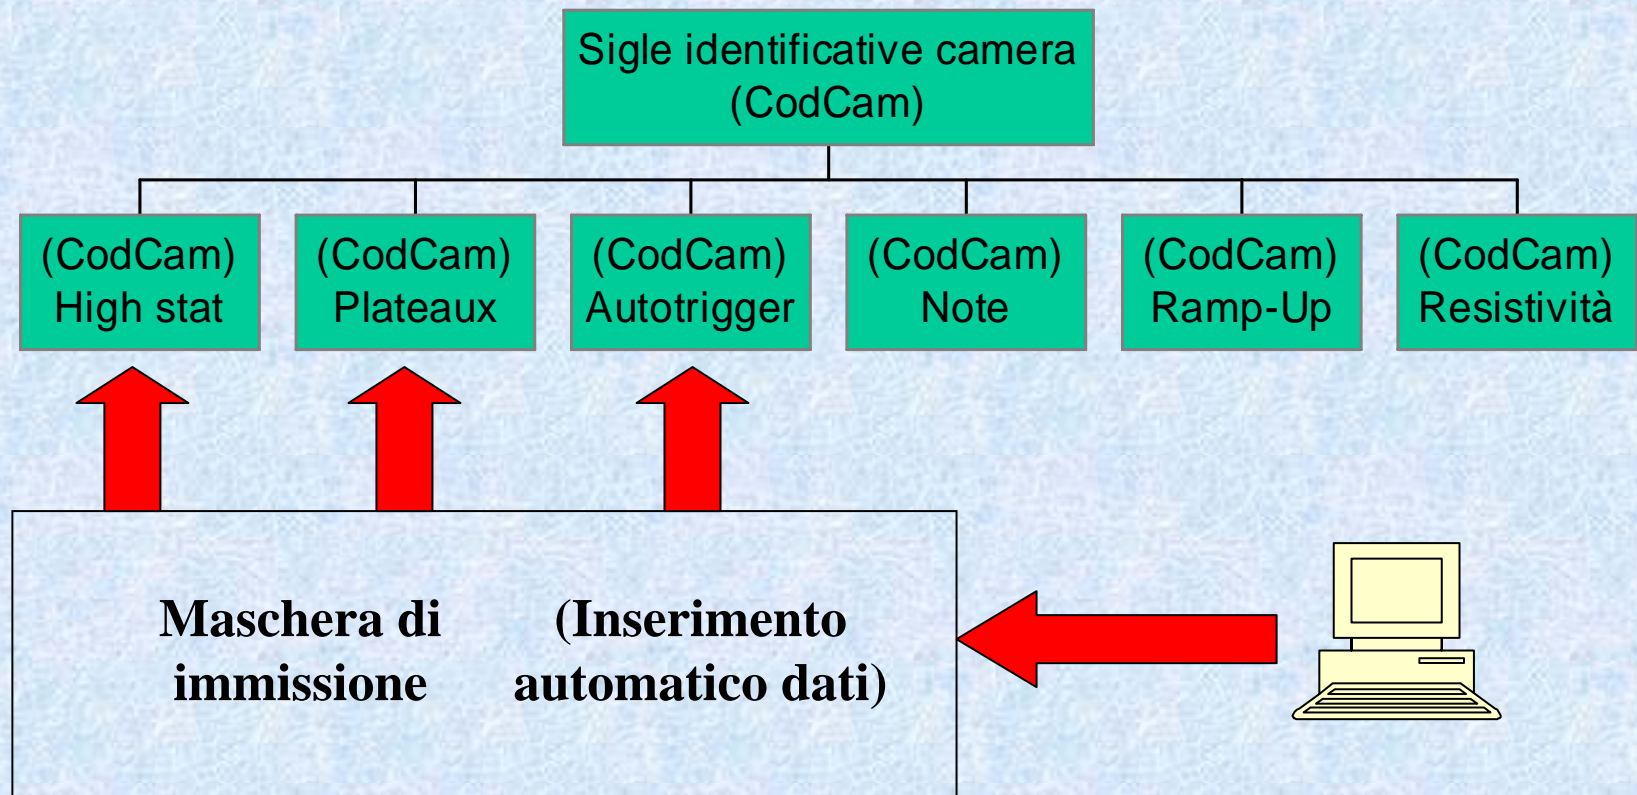 Sigle identificative camera
(CodCam)
(CodCam)
High stat
(CodCam)
Plateaux
(CodCam)
Autotrigger
(CodCam)
Note
(CodCam)
Ramp-Up
(CodCam)
Resistività
Maschera di
immissione
(Inserimento
automatico dati)